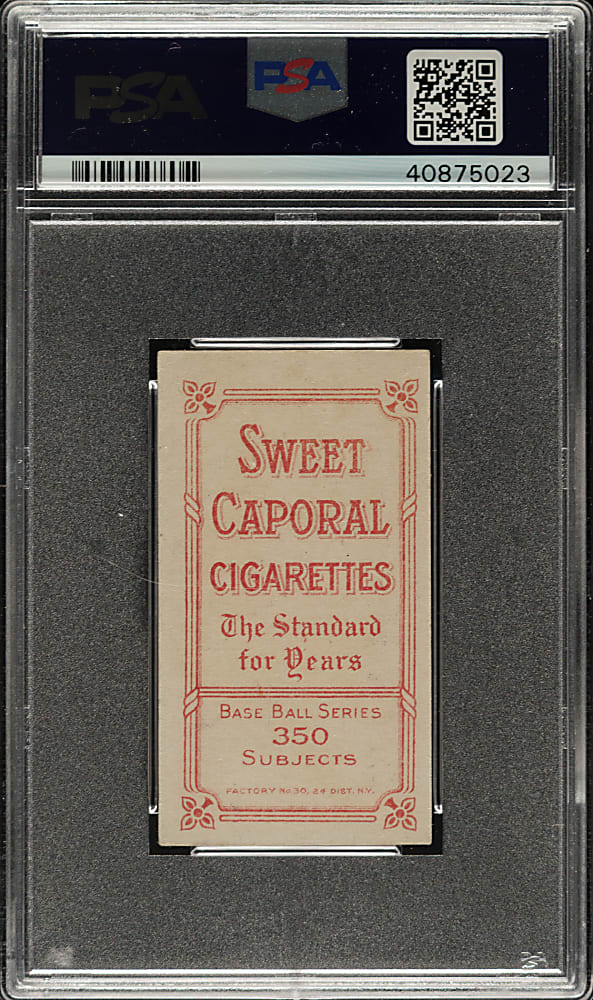 PSA PSA
40875023
SWEET
CAPORAL
CIGARETTES
The Standard
for Years
BASE BALL SERIES
350
SUBJECTS
FACTORY No. 30, 2d DIST. N.Y.
PSA